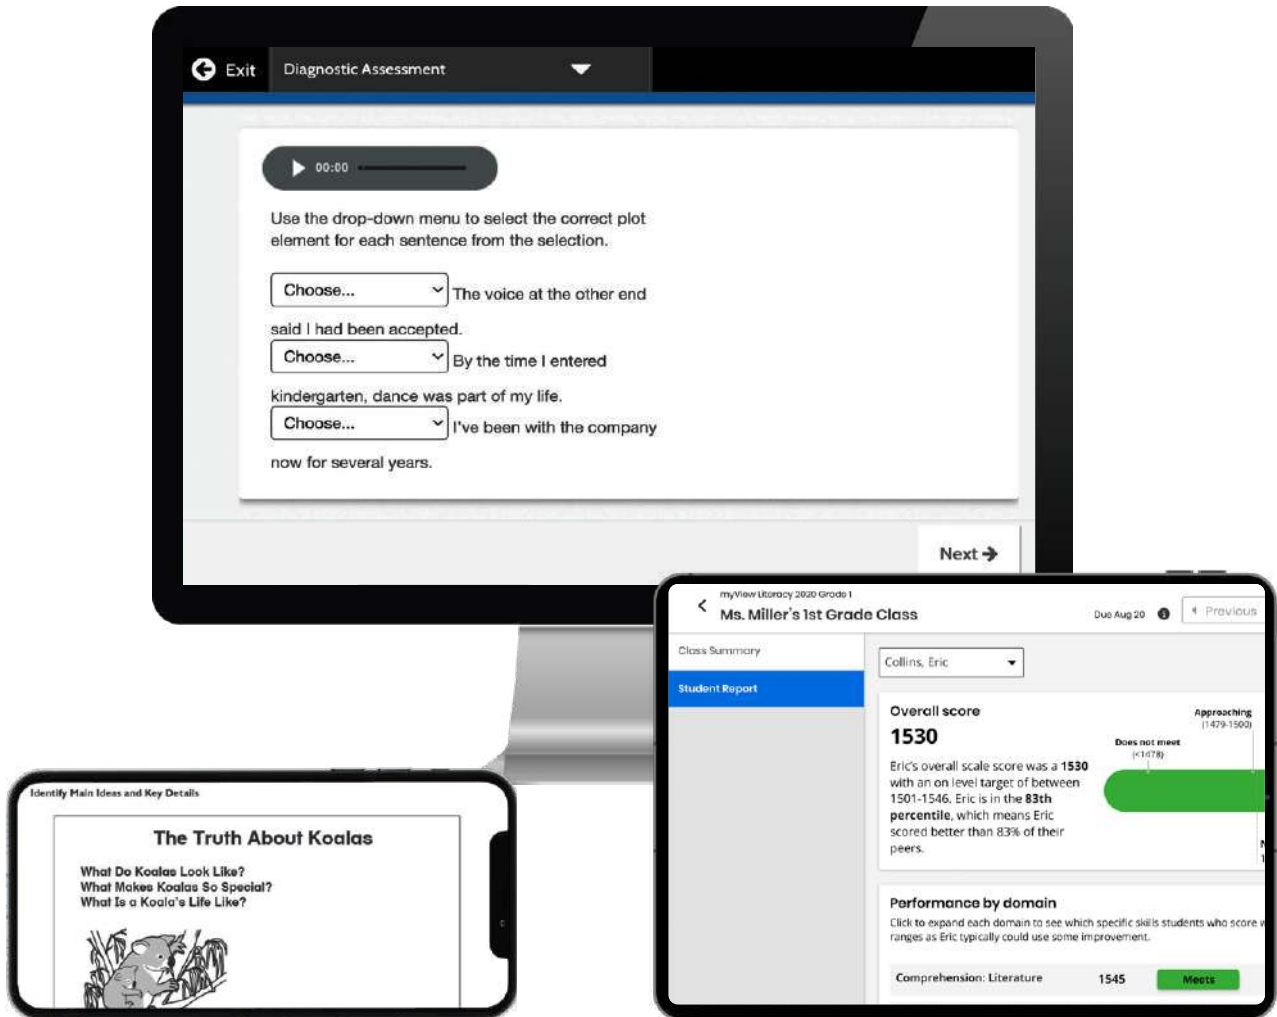 Exit
Diagnostic Assessment
00:00
Use the drop-down menu to select the correct plot
element for each sentence from the selection.
Choose... The voice at the other end
said I had been accepted.
Choose... By the time I entered
kindergarten, dance was part of my life.
Choose... I've been with the company
now for several years.
Next
myView Literacy 2020 Grade 1
Ms. Miller's 1st Grade Class
Due Aug 20
Previous
Class Summary
Student Report
Collins, Eric
Overall score
1530
Eric's overall scale score was a 1530
with an on level target of between
1501-1546. Eric is in the 83th
percentile, which means Eric
scored better than 83% of their
peers.
Approaching
(1479-1500)
Does not meet
(<1478)
Performance by domain
Click to expand each domain to see which specific skills students who score
ranges as Eric typically could use some improvement.
Comprehension: Literature 1545 Meets
Identify Main Ideas and Key Details
The Truth About Koalas
What Do Koalas Look Like?
What Makes Koalas So Special?
What Is a Koala's Life Like?